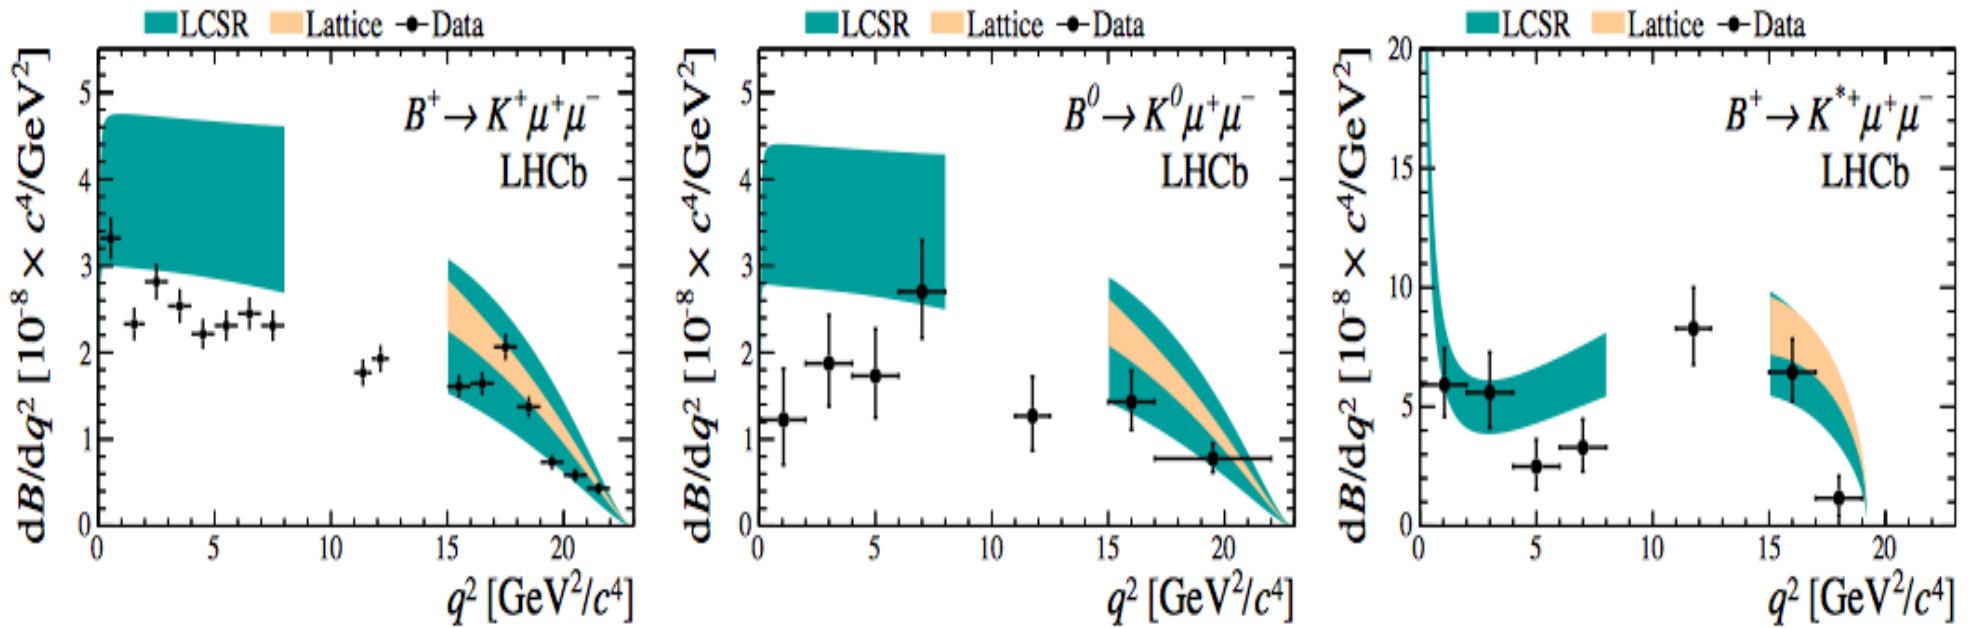 LCSR Lattice Data
dB/dq² [10⁻⁸ × c⁴/GeV²]
5
4
3
2
1
0
B⁺ → K⁺μ⁺μ⁻
LHCb
0 5 10 15 20
q² [GeV²/c⁴]
LCSR Lattice Data
dB/dq² [10⁻⁸ × c⁴/GeV²]
5
4
3
2
1
0
B⁰ → K⁰μ⁺μ⁻
LHCb
0 5 10 15 20
q² [GeV²/c⁴]
LCSR Lattice Data
dB/dq² [10⁻⁸ × c⁴/GeV²]
20
15
10
5
0
B⁺ → K*⁺μ⁺μ⁻
LHCb
0 5 10 15 20
q² [GeV²/c⁴]